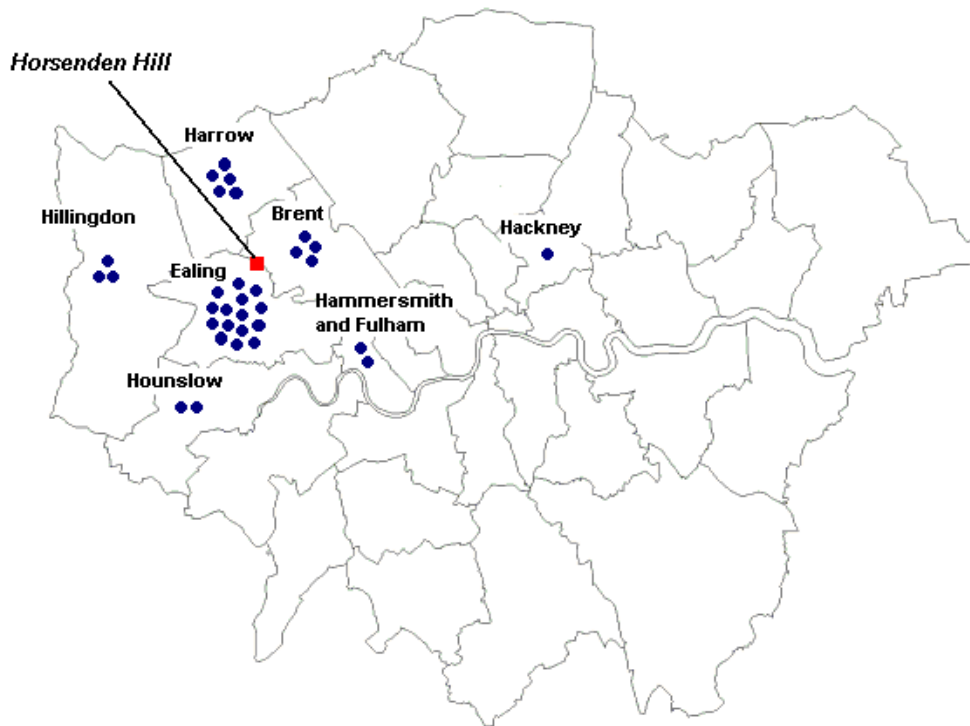 Horsenden Hill
Harrow
Hillingdon
Brent
Hackney
Ealing
Hammersmith
and Fulham
Hounslow